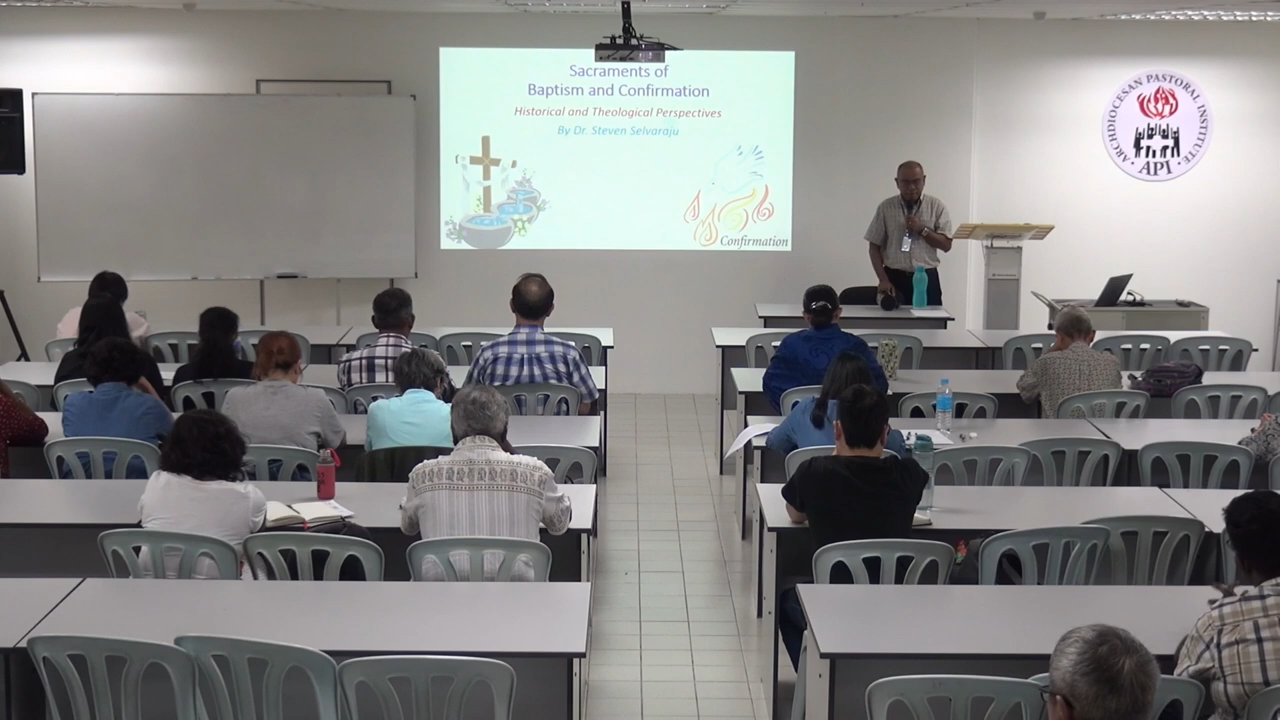 Sacraments of
Baptism and Confirmation
Historical and Theological Perspectives
By Dr. Steven Selvaraju
Confirmation
ARCHDIOCESAN PASTORAL INSTITUTE
API